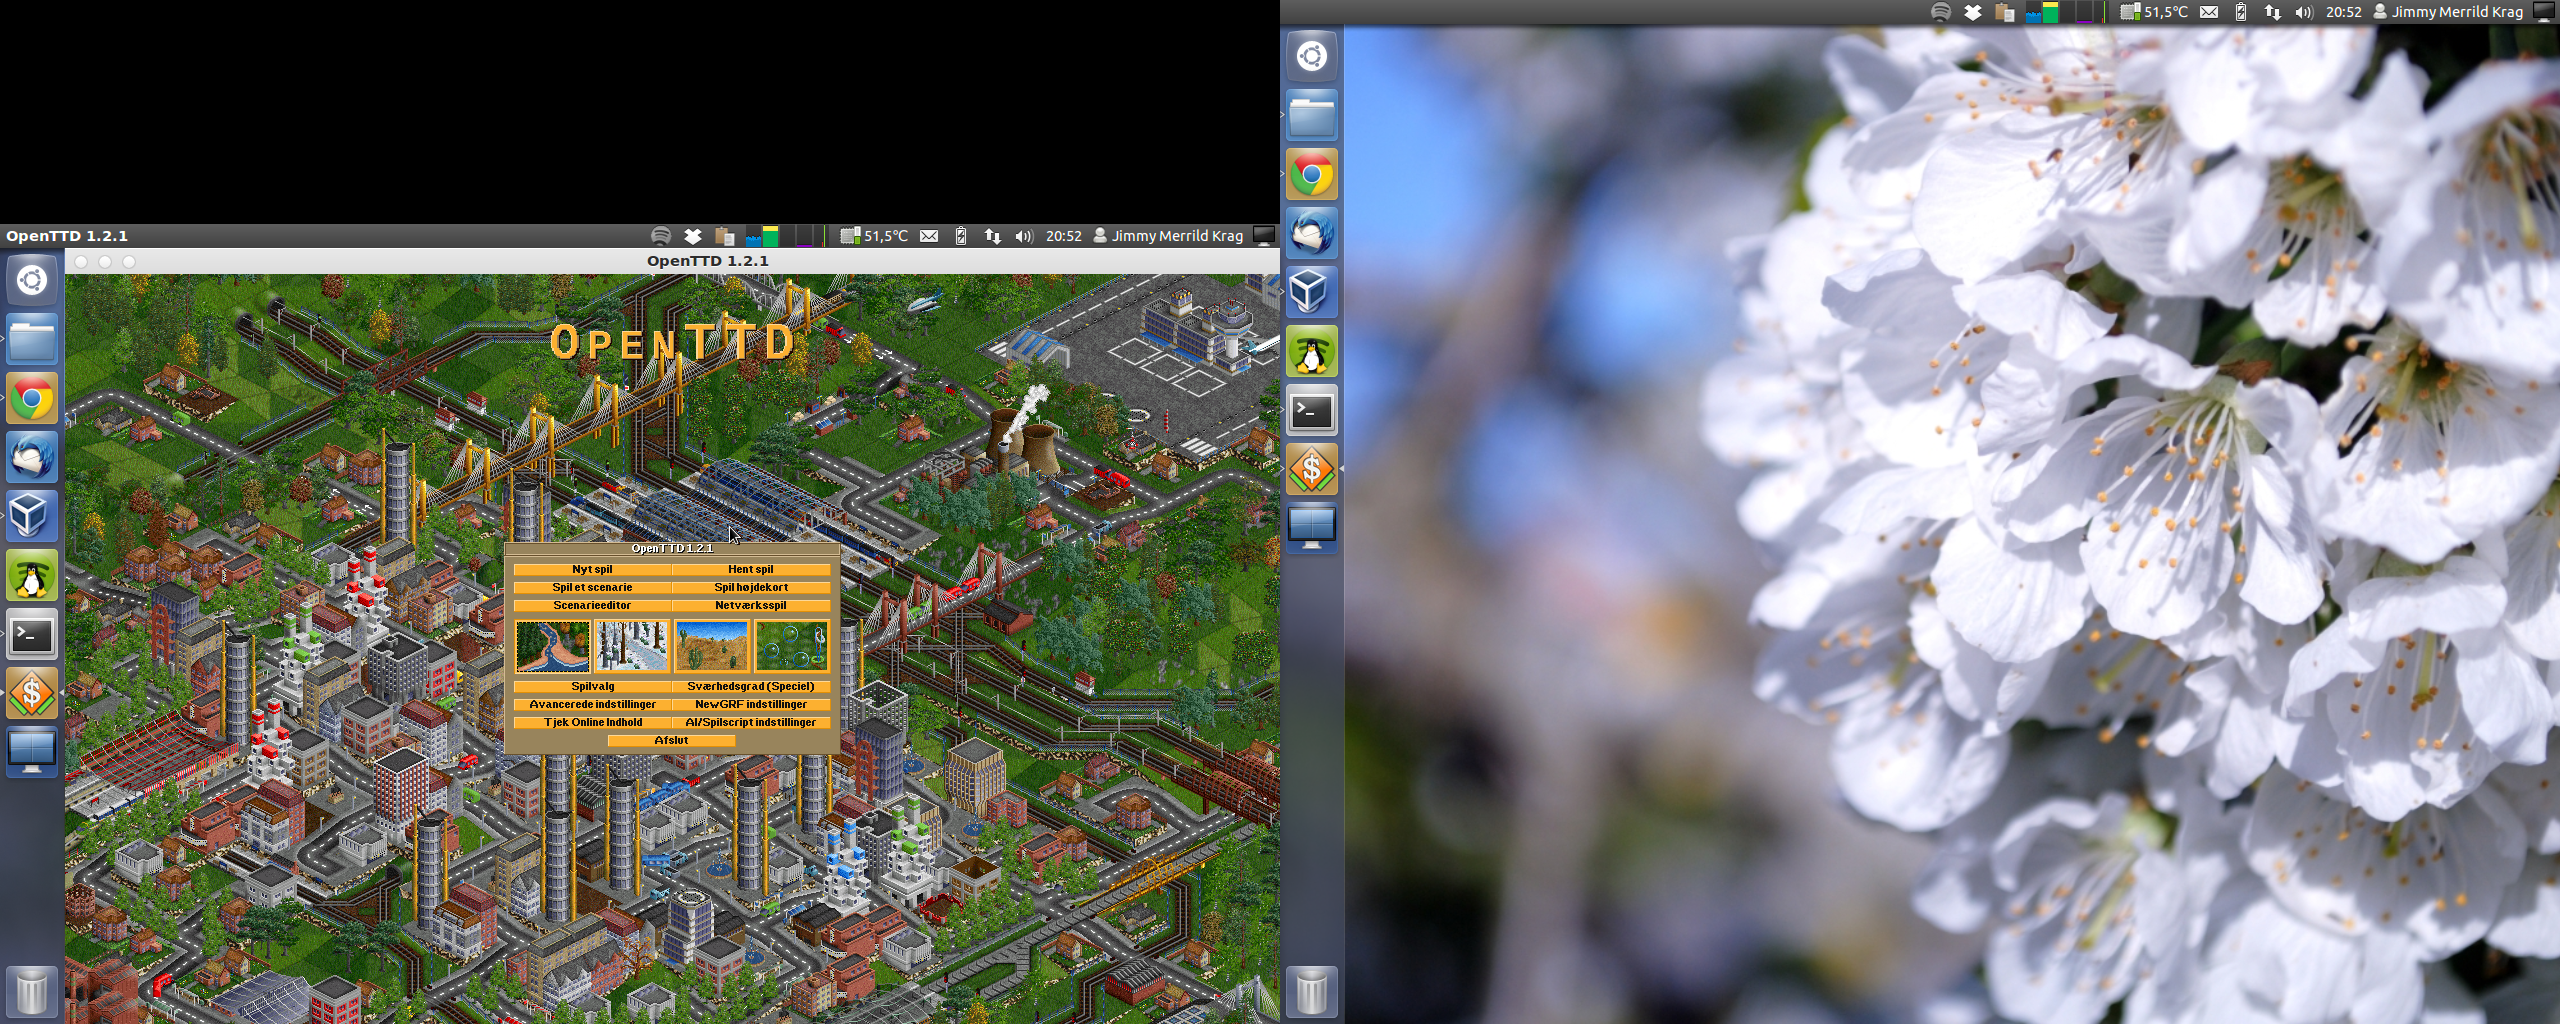 51,5°C 20:52 Jimmy Merrild Krag
OpenTTD 1.2.1 51,5°C 20:52 Jimmy Merrild Krag
OpenTTD 1.2.1
OPENTTD
OpenTTD 1.2.1
Nyt spil Hent spil
Spil et scenarie Spil højdekort
Scenarieeditor Netværksspil
Spilvalg Sværhedsgrad (Speciel)
Avancerede indstillinger NewGRF indstillinger
Tjek Online Indhold AI/Spilscript indstillinger
Afslut